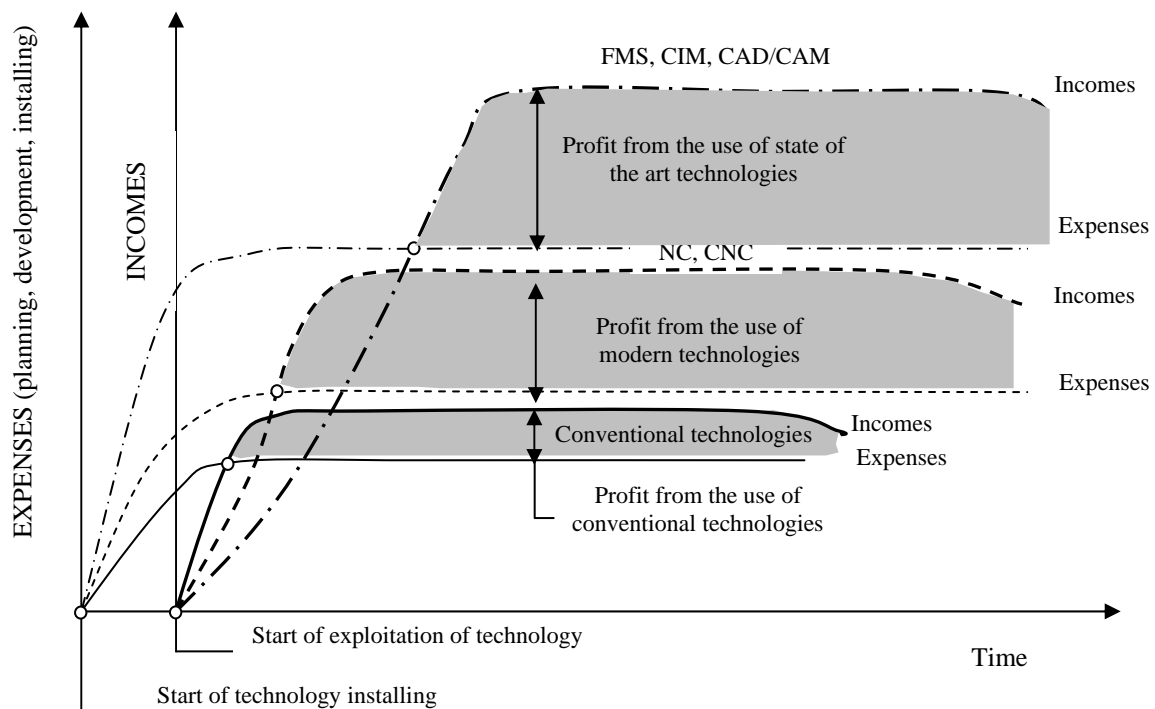 EXPENSES (planning, development, installing)
INCOMES
FMS, CIM, CAD/CAM
Incomes
Profit from the use of state of
the art technologies
Expenses
NC, CNC
Incomes
Profit from the use of
modern technologies
Expenses
Incomes
Conventional technologies
Expenses
Profit from the use of
conventional technologies
Start of exploitation of technology
Time
Start of technology installing